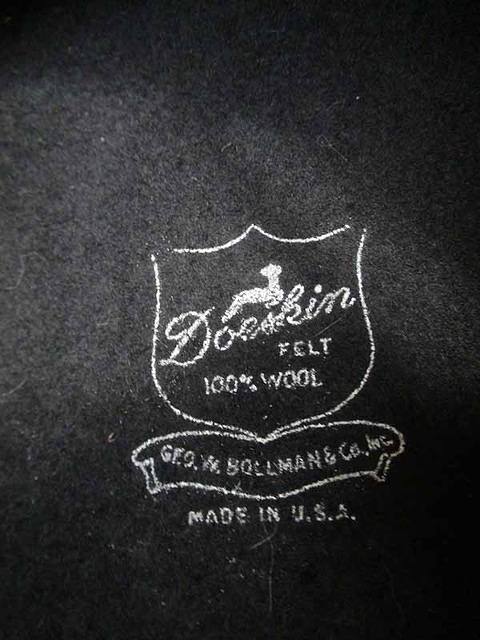 Doeskin
FELT
100% WOOL
GEO. W. BOLLMAN & CO. INC.
MADE IN U.S.A.